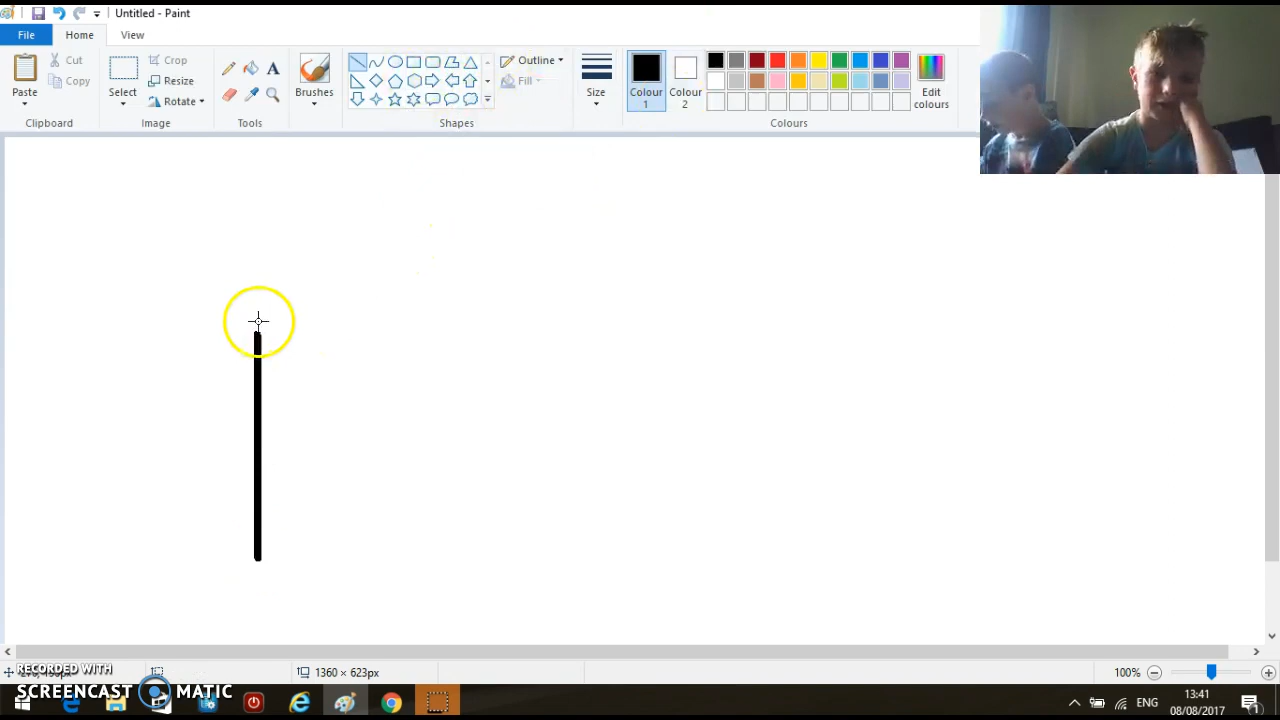 Untitled - Paint
File
Home
View
Paste
Cut
Copy
Clipboard
Select
Crop
Resize
Rotate
Image
Tools
Brushes
Shapes
Outline
Fill
Size
Colour
1
Colour
2
Edit
colours
Colours
1360 × 623px
100%
RECORDED WITH
SCREENCAST MATIC
ENG
13:41
08/08/2017